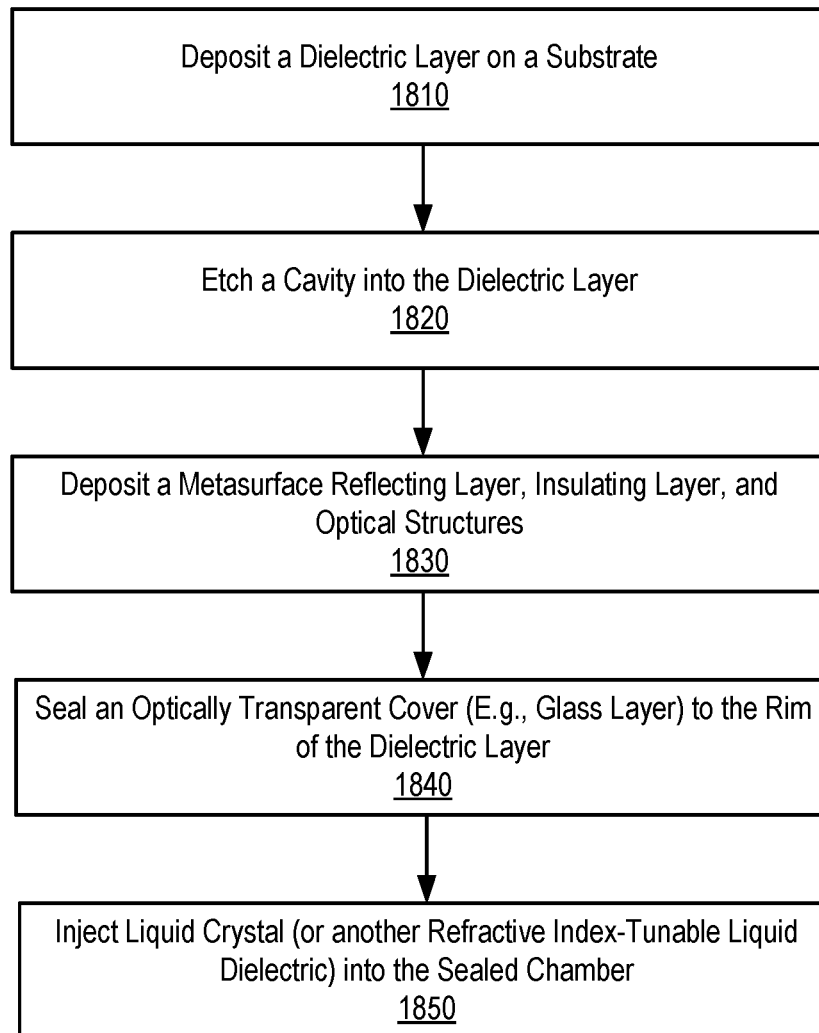 Deposit a Dielectric Layer on a Substrate
1810
Etch a Cavity into the Dielectric Layer
1820
Deposit a Metasurface Reflecting Layer, Insulating Layer, and
Optical Structures
1830
Seal an Optically Transparent Cover (E.g., Glass Layer) to the Rim
of the Dielectric Layer
1840
Inject Liquid Crystal (or another Refractive Index-Tunable Liquid
Dielectric) into the Sealed Chamber
1850